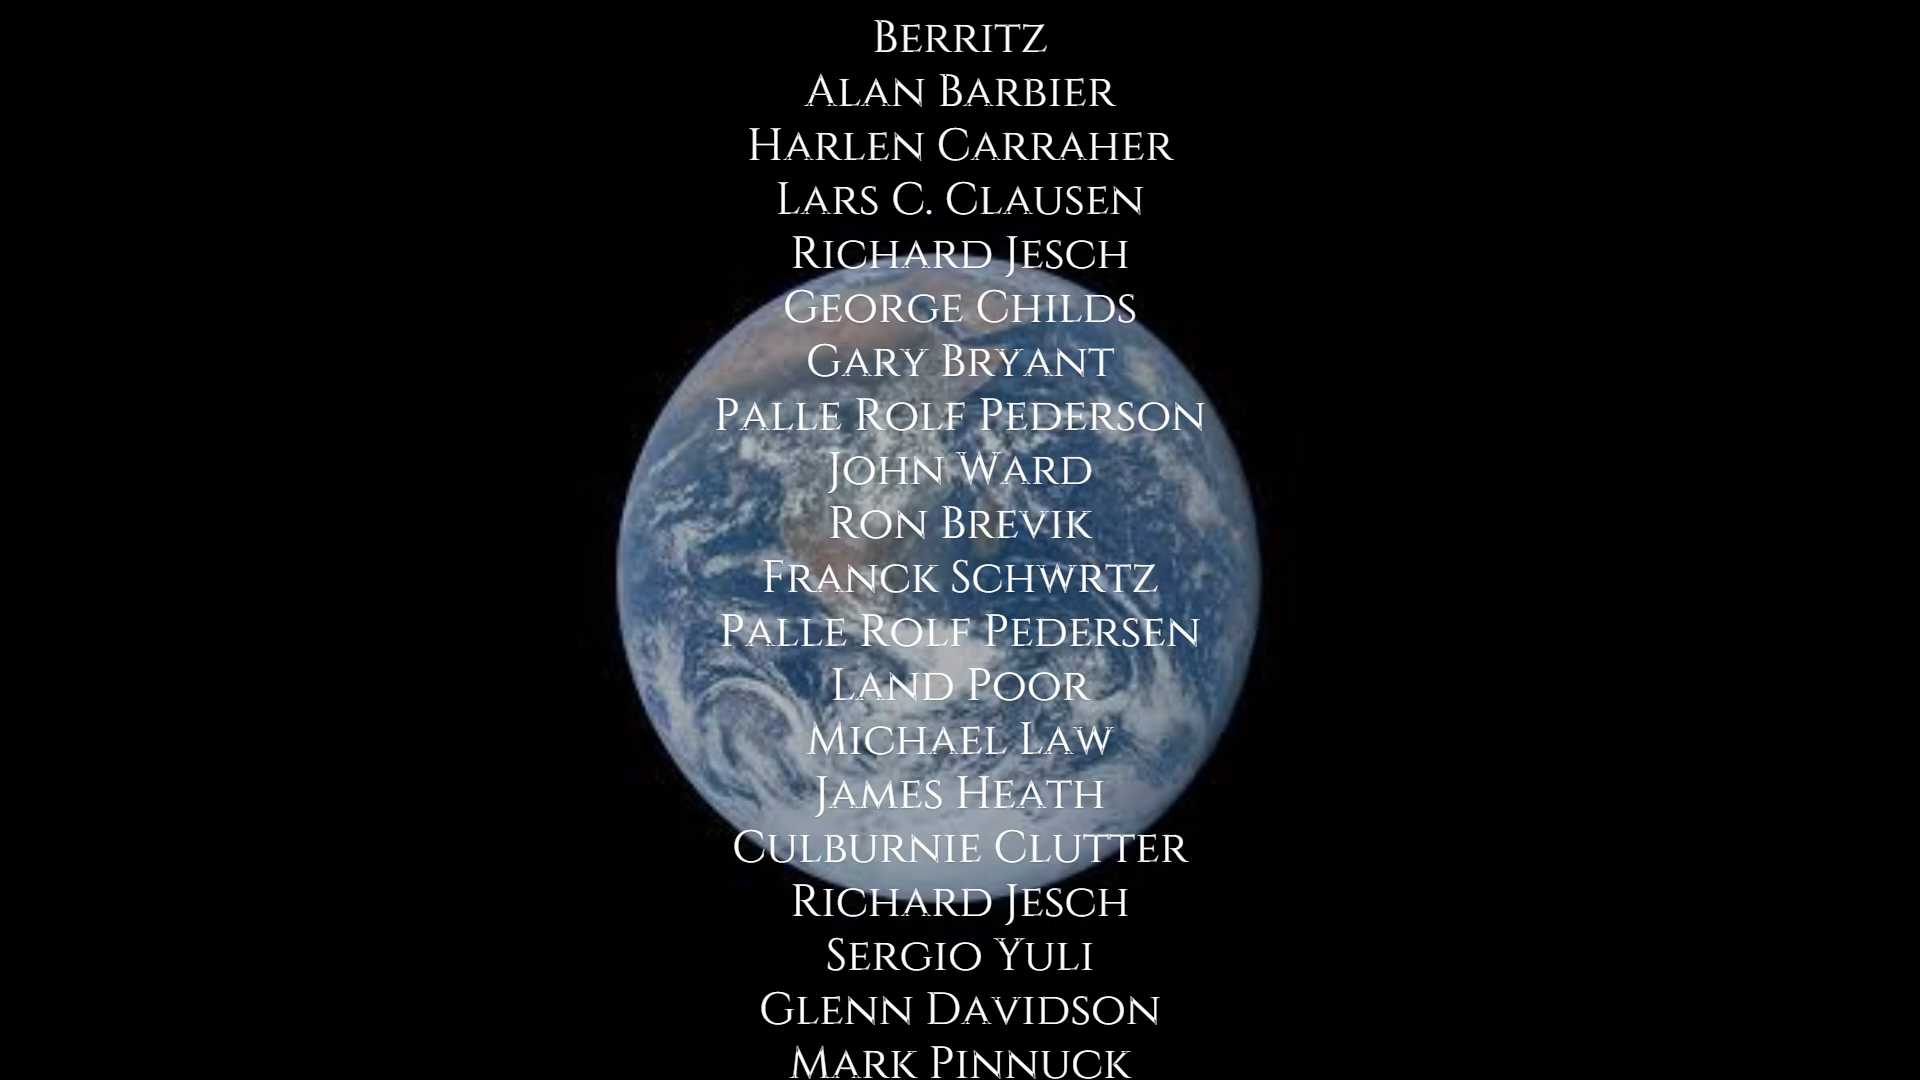 Berritz
Alan Barbier
Harlen Carraher
Lars C. Clausen
Richard Jesch
George Childs
Gary Bryant
Palle Rolf Pederson
John Ward
Ron Brevik
Franck Schwrtz
Palle Rolf Pedersen
Land Poor
Michael Law
James Heath
Culburnie Clutter
Richard Jesch
Sergio Yuli
Glenn Davidson
Mark Pinnuck